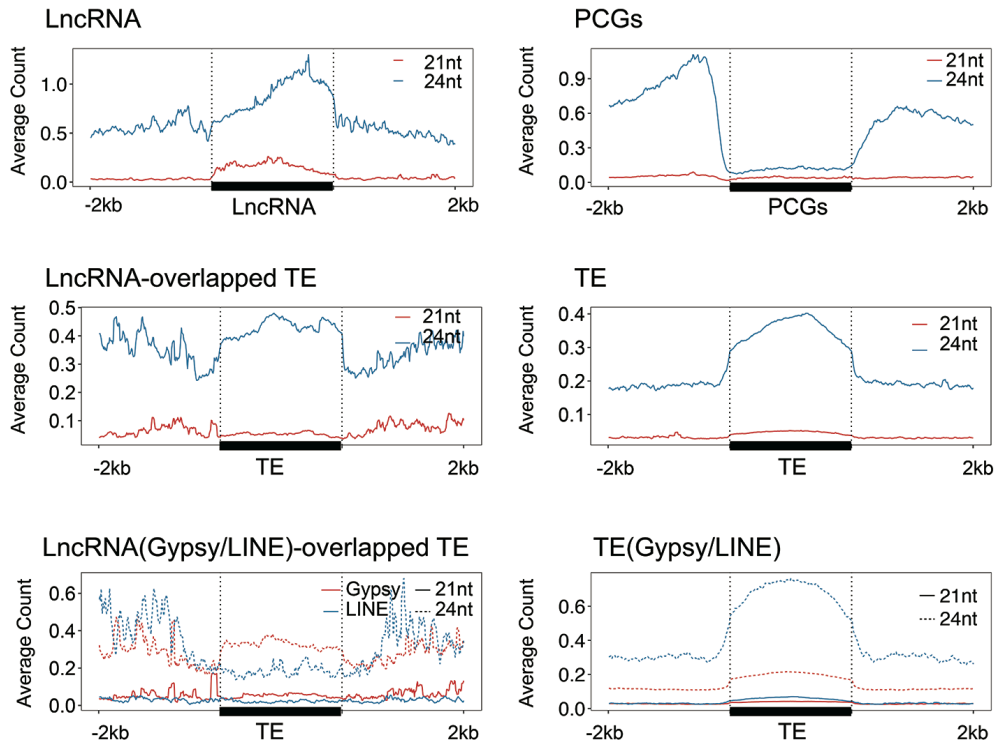 LncRNA
Average Count
1.0
0.5
0.0
21nt
24nt
-2kb
LncRNA
2kb
PCGs
Average Count
0.9
0.6
0.3
0.0
21nt
24nt
-2kb
PCGs
2kb
LncRNA-overlapped TE
Average Count
0.5
0.4
0.3
0.2
0.1
21nt
24nt
-2kb
TE
2kb
TE
Average Count
0.4
0.3
0.2
0.1
21nt
24nt
-2kb
TE
2kb
LncRNA(Gypsy/LINE)-overlapped TE
Average Count
0.6
0.4
0.2
0.0
Gypsy 21nt
LINE 24nt
-2kb
TE
2kb
TE(Gypsy/LINE)
Average Count
0.6
0.4
0.2
0.0
21nt
24nt
-2kb
TE
2kb